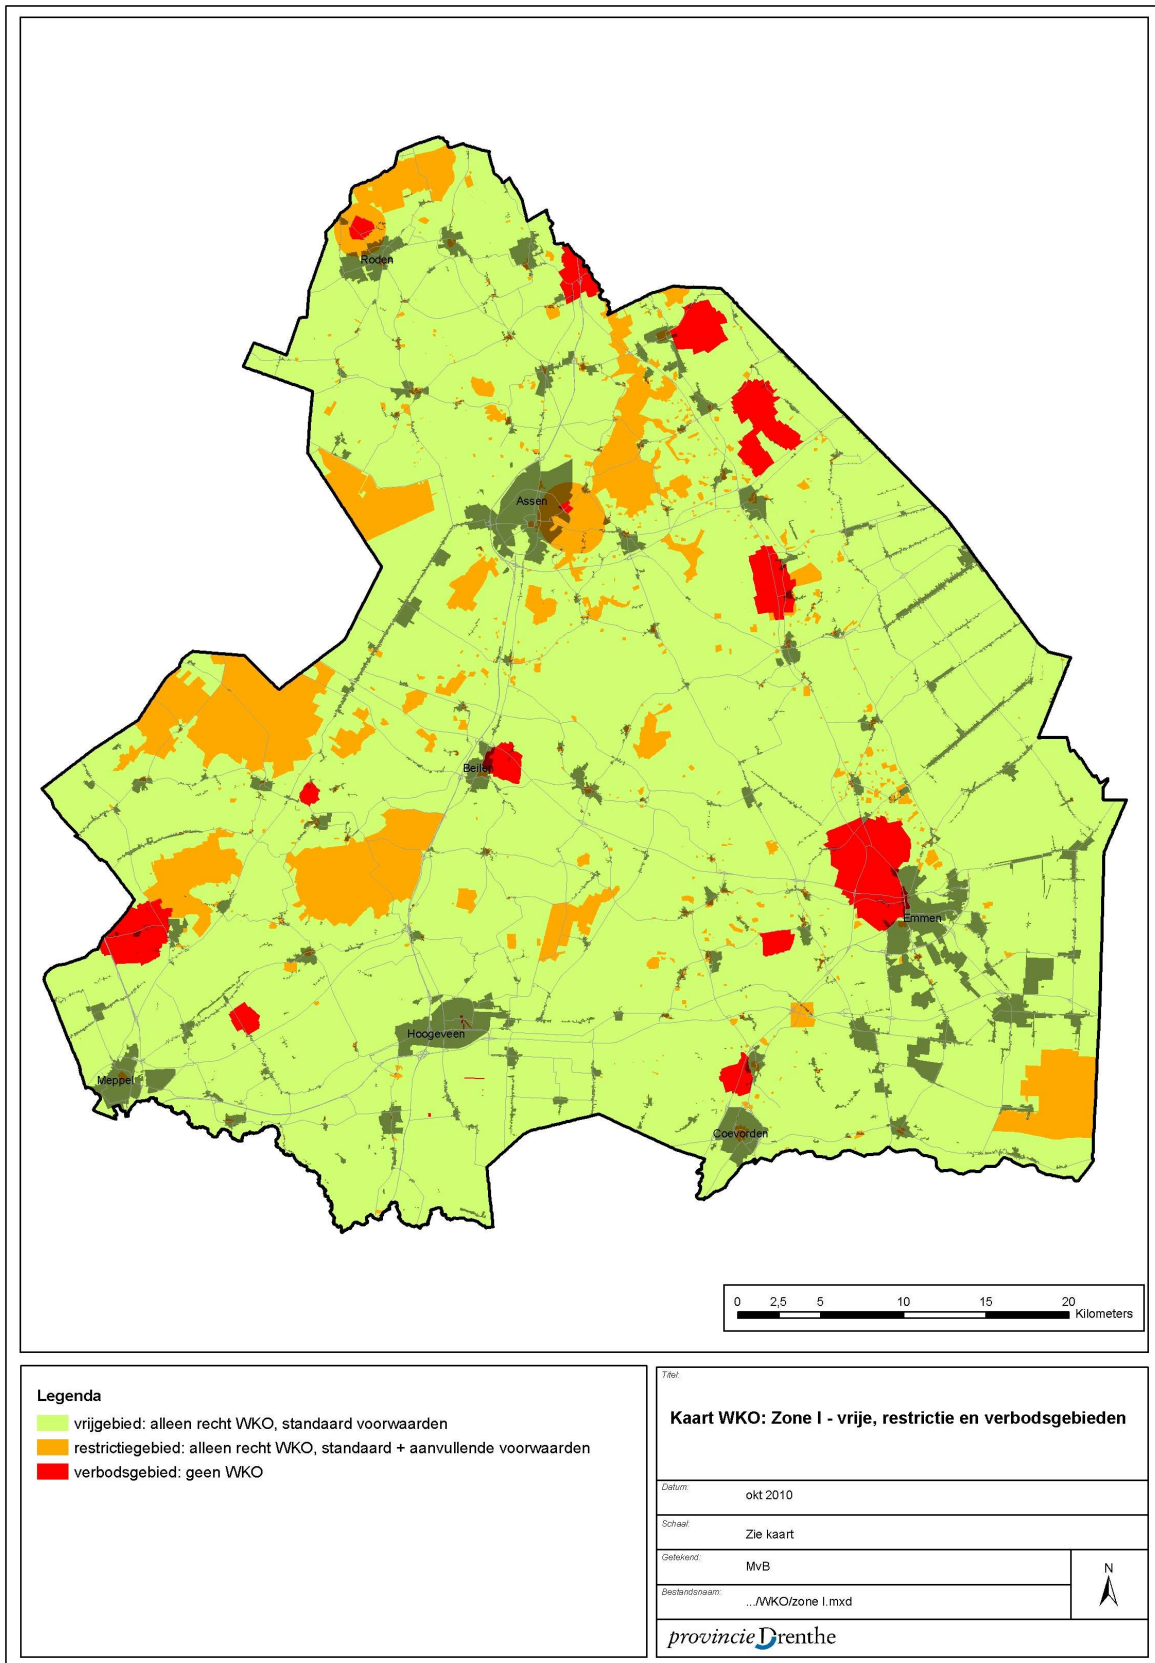 Roden
Assen
Beilen
Emmen
Hoogeveen
Meppel
Coevorden
0 2,5 5 10 15 20
Kilometers
Legenda
vrijgebied: alleen recht WKO, standaard voorwaarden
restrictiegebied: alleen recht WKO, standaard + aanvullende voorwaarden
verbodsgebied: geen WKO
Titel:
Kaart WKO: Zone I - vrije, restrictie en verbodsgebieden
Datum:
okt 2010
Schaal:
Zie kaart
Getekend:
MvB
N
Bestandsnaam:
.../WKO/zone I.mxd
provincie Drenthe